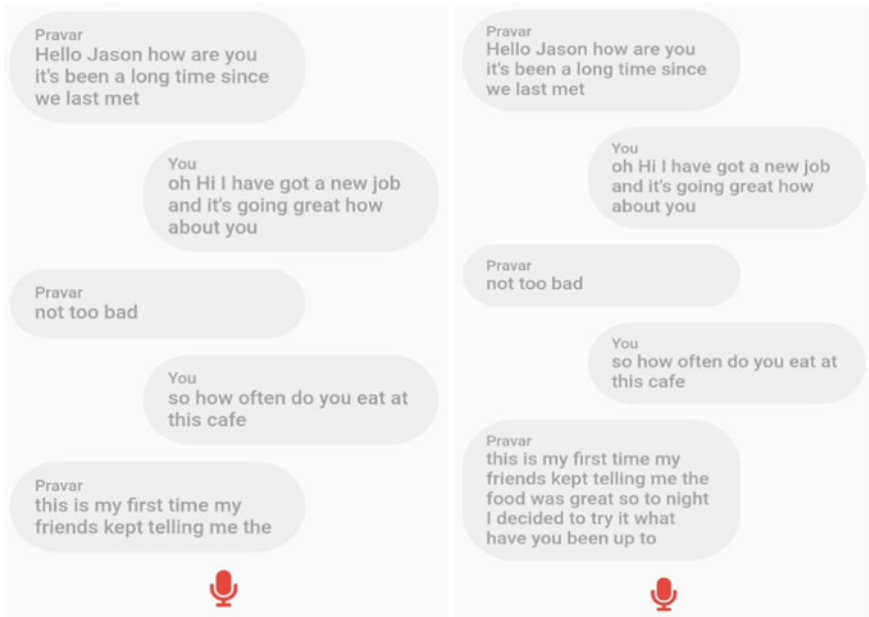 Pravar
Hello Jason how are you
it's been a long time since
we last met
You
oh Hi I have got a new job
and it's going great how
about you
Pravar
not too bad
You
so how often do you eat at
this cafe
Pravar
this is my first time my
friends kept telling me the
Pravar
Hello Jason how are you
it's been a long time since
we last met
You
oh Hi I have got a new job
and it's going great how
about you
Pravar
not too bad
You
so how often do you eat at
this cafe
Pravar
this is my first time my
friends kept telling me the
food was great so to night
I decided to try it what
have you been up to